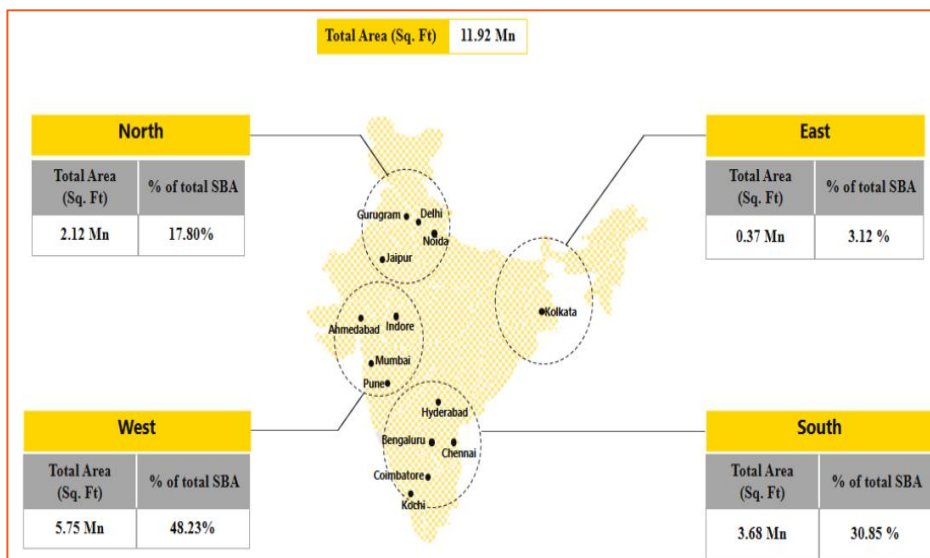 Total Area (Sq. Ft) 11.92 Mn
North
Total Area (Sq. Ft) % of total SBA
2.12 Mn 17.80%
East
Total Area (Sq. Ft) % of total SBA
0.37 Mn 3.12 %
Gurugram
Delhi
Noida
Jaipur
Ahmedabad
Indore
Mumbai
Pune
Kolkata
Hyderabad
Bengaluru
Chennai
Coimbatore
Kochi
West
Total Area (Sq. Ft) % of total SBA
5.75 Mn 48.23%
South
Total Area (Sq. Ft) % of total SBA
3.68 Mn 30.85 %